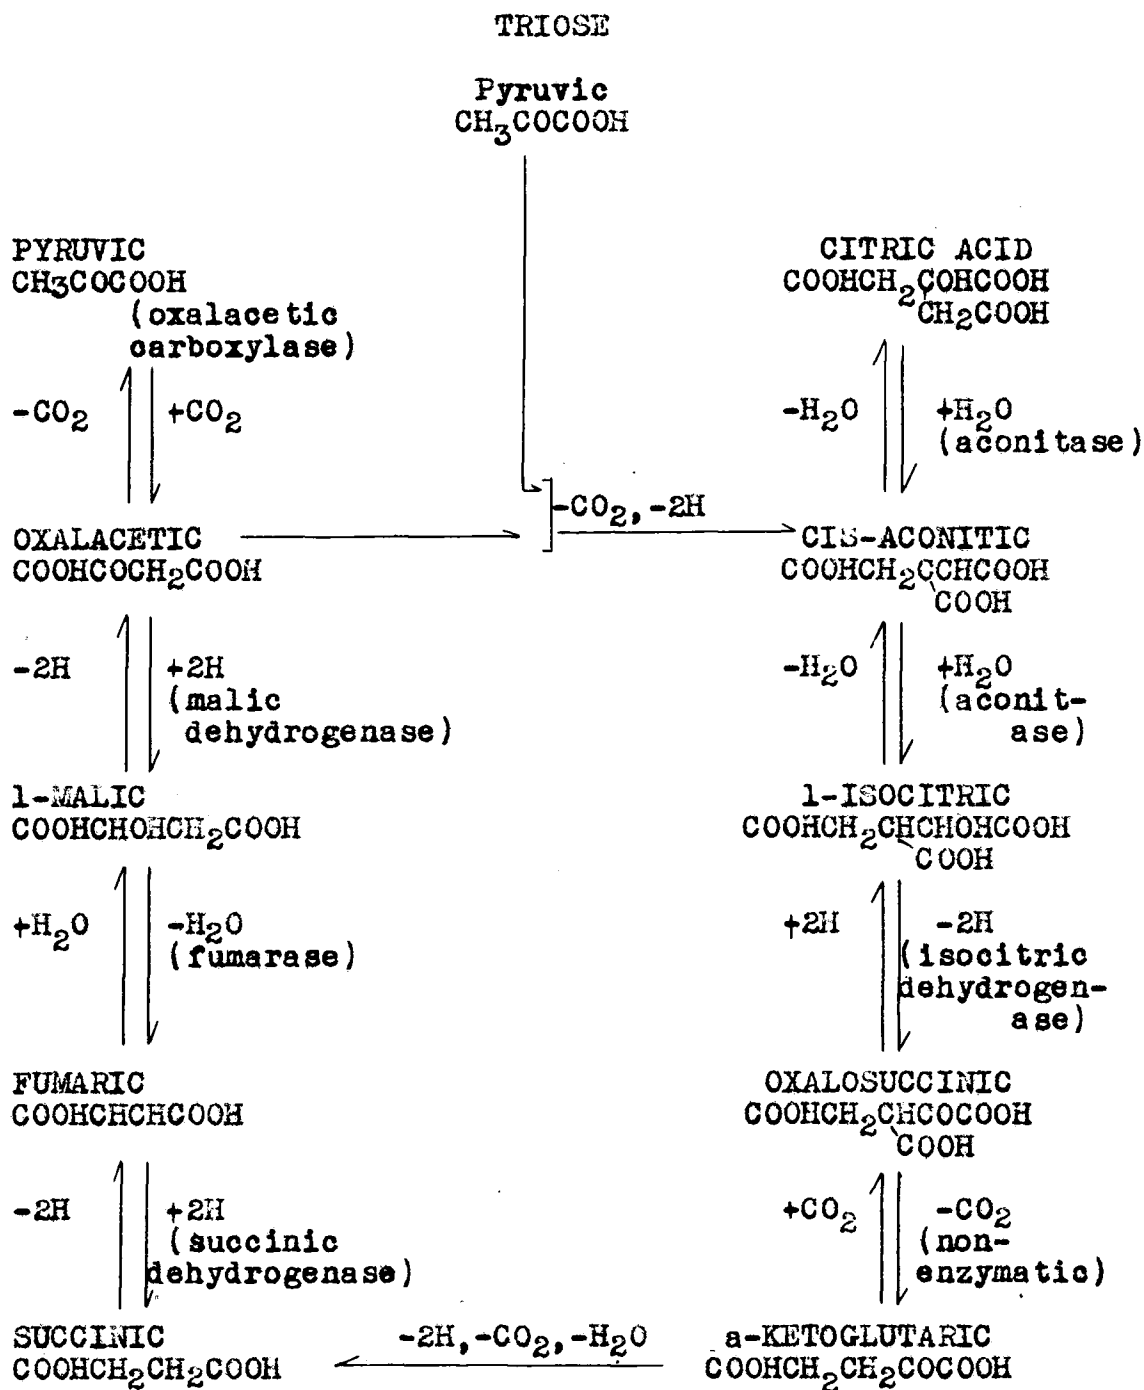 TRIOSE
Pyruvic
CH3COCOOH
PYRUVIC
CH3COCOOH
(oxalacetic
carboxylase)
-CO2
+CO2
CITRIC ACID
COOHCH2COHCOOH
CH2COOH
-H2O
+H2O
(aconitase)
-CO2,-2H
OXALACETIC
COOHCOCH2COOH
CIS-ACONITIC
COOHCH2CCHCOOH
COOH
-2H
+2H
(malic
dehydrogenase)
-H2O
+H2O
(aconit-
ase)
l-MALIC
COOHCHOHCH2COOH
l-ISOCITRIC
COOHCH2CHCHOHCOOH
COOH
+H2O
-H2O
(fumarase)
+2H
-2H
(isocitric
dehydrogen-
ase)
FUMARIC
COOHCHCHCOOH
OXALOSUCCINIC
COOHCH2CHCOCOOH
COOH
-2H
+2H
(succinic
dehydrogenase)
+CO2
-CO2
(non-
enzymatic)
SUCCINIC
COOHCH2CH2COOH
-2H,-CO2,-H2O
a-KETOGLUTARIC
COOHCH2CH2COCOOH